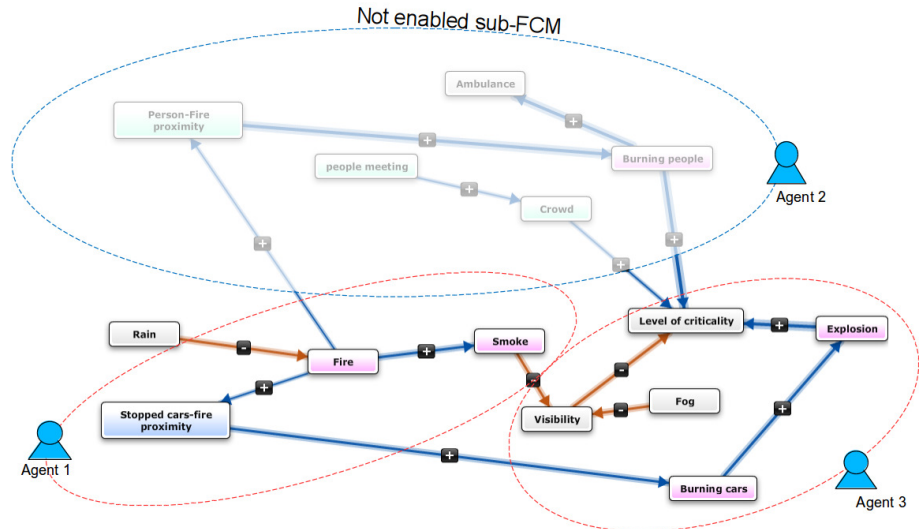 Not enabled sub-FCM
Ambulance
Person-Fire
proximity
+
+
people meeting
Burning people
Agent 2
+
Crowd
+
+
+
Rain
-
Fire
+
Smoke
Level of criticality
+
Explosion
+
-
-
Stopped cars-fire
proximity
Visibility
-
Fog
+
Agent 1
+
Burning cars
Agent 3